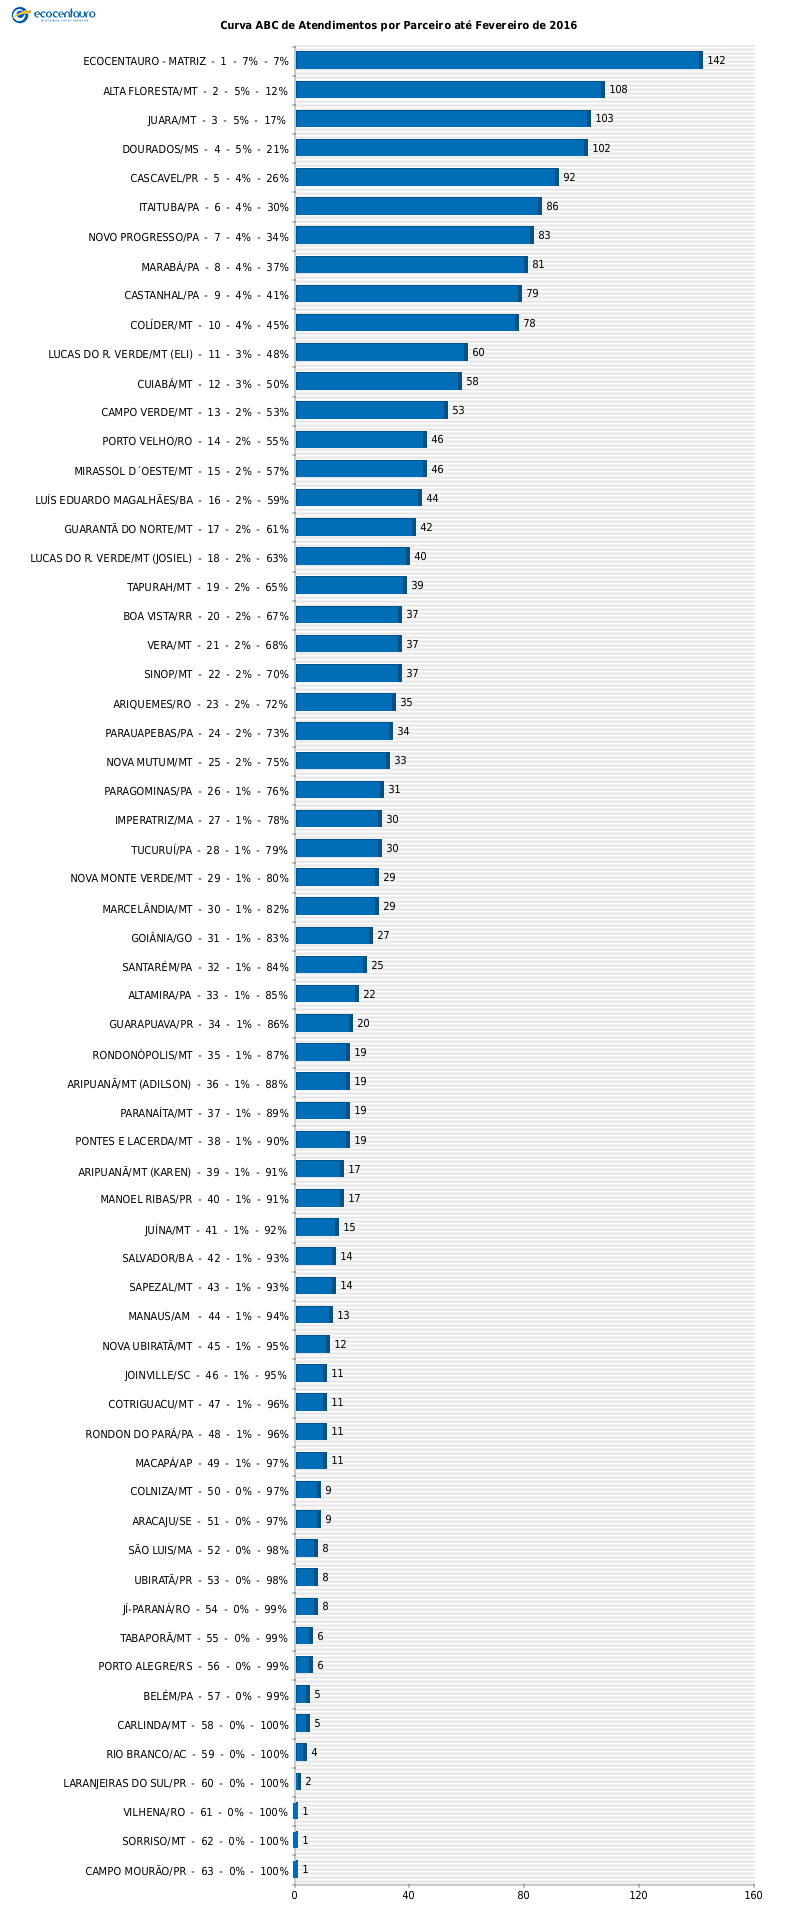 ecocentauro
Curva ABC de Atendimentos por Parceiro até Fevereiro de 2016
ECOCENTAURO - MATRIZ - 1 - 7% - 7% 142
ALTA FLORESTA/MT - 2 - 5% - 12% 108
JUARA/MT - 3 - 5% - 17% 103
DOURADOS/MS - 4 - 5% - 21% 102
CASCAVEL/PR - 5 - 4% - 26% 92
ITAITUBA/PA - 6 - 4% - 30% 86
NOVO PROGRESSO/PA - 7 - 4% - 34% 83
MARABÁ/PA - 8 - 4% - 37% 81
CASTANHAL/PA - 9 - 4% - 41% 79
COLÍDER/MT - 10 - 4% - 45% 78
LUCAS DO R. VERDE/MT (ELI) - 11 - 3% - 48% 60
CUIABÁ/MT - 12 - 3% - 50% 58
CAMPO VERDE/MT - 13 - 2% - 53% 53
PORTO VELHO/RO - 14 - 2% - 55% 46
MIRASSOL D´OESTE/MT - 15 - 2% - 57% 46
LUÍS EDUARDO MAGALHÃES/BA - 16 - 2% - 59% 44
GUARANTÃ DO NORTE/MT - 17 - 2% - 61% 42
LUCAS DO R. VERDE/MT (JOSIEL) - 18 - 2% - 63% 40
TAPURAH/MT - 19 - 2% - 65% 39
BOA VISTA/RR - 20 - 2% - 67% 37
VERA/MT - 21 - 2% - 68% 37
SINOP/MT - 22 - 2% - 70% 37
ARIQUEMES/RO - 23 - 2% - 72% 35
PARAUAPEBAS/PA - 24 - 2% - 73% 34
NOVA MUTUM/MT - 25 - 2% - 75% 33
PARAGOMINAS/PA - 26 - 1% - 76% 31
IMPERATRIZ/MA - 27 - 1% - 78% 30
TUCURUÍ/PA - 28 - 1% - 79% 30
NOVA MONTE VERDE/MT - 29 - 1% - 80% 29
MARCELÂNDIA/MT - 30 - 1% - 82% 29
GOIÂNIA/GO - 31 - 1% - 83% 27
SANTARÉM/PA - 32 - 1% - 84% 25
ALTAMIRA/PA - 33 - 1% - 85% 22
GUARAPUAVA/PR - 34 - 1% - 86% 20
RONDONÓPOLIS/MT - 35 - 1% - 87% 19
ARIPUANÃ/MT (ADILSON) - 36 - 1% - 88% 19
PARANAÍTA/MT - 37 - 1% - 89% 19
PONTES E LACERDA/MT - 38 - 1% - 90% 19
ARIPUANÃ/MT (KAREN) - 39 - 1% - 91% 17
MANOEL RIBAS/PR - 40 - 1% - 91% 17
JUÍNA/MT - 41 - 1% - 92% 15
SALVADOR/BA - 42 - 1% - 93% 14
SAPEZAL/MT - 43 - 1% - 93% 14
MANAUS/AM - 44 - 1% - 94% 13
NOVA UBIRATÃ/MT - 45 - 1% - 95% 12
JOINVILLE/SC - 46 - 1% - 95% 11
COTRIGUACU/MT - 47 - 1% - 96% 11
RONDON DO PARÁ/PA - 48 - 1% - 96% 11
MACAPÁ/AP - 49 - 1% - 97% 11
COLNIZA/MT - 50 - 0% - 97% 9
ARACAJU/SE - 51 - 0% - 97% 9
SÃO LUIS/MA - 52 - 0% - 98% 8
UBIRATÃ/PR - 53 - 0% - 98% 8
JÍ-PARANÁ/RO - 54 - 0% - 99% 8
TABAPORÃ/MT - 55 - 0% - 99% 6
PORTO ALEGRE/RS - 56 - 0% - 99% 6
BELÉM/PA - 57 - 0% - 99% 5
CARLINDA/MT - 58 - 0% - 100% 5
RIO BRANCO/AC - 59 - 0% - 100% 4
LARANJEIRAS DO SUL/PR - 60 - 0% - 100% 2
VILHENA/RO - 61 - 0% - 100% 1
SORRISO/MT - 62 - 0% - 100% 1
CAMPO MOURÃO/PR - 63 - 0% - 100% 1
0 40 80 120 160